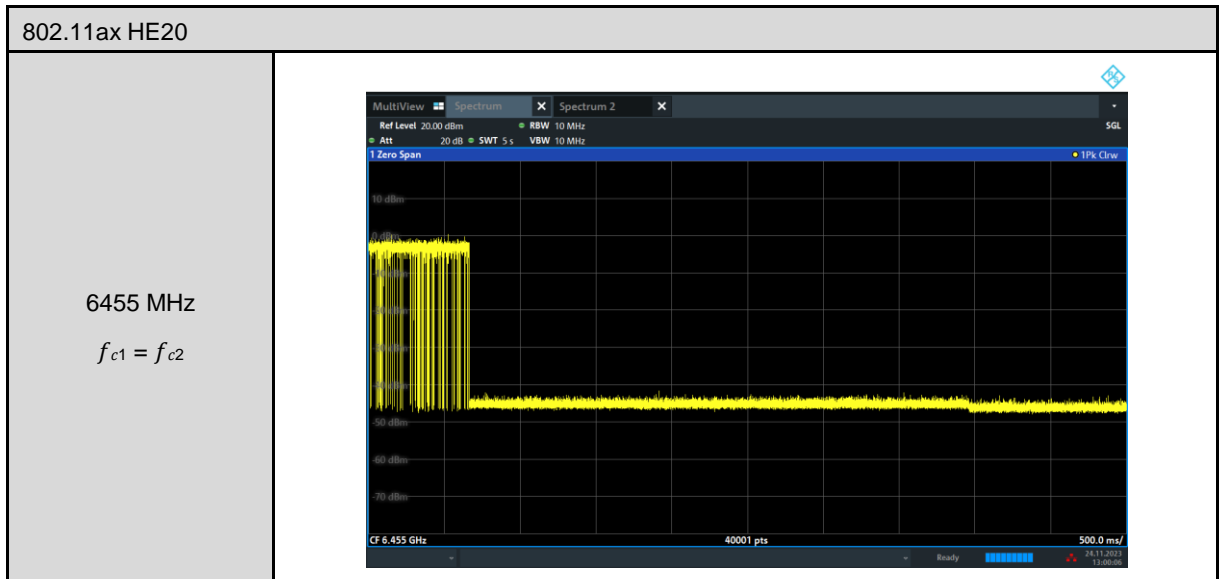 802.11ax HE20
6455 MHz
fc1 = fc2
MultiView Spectrum X Spectrum 2 X
Ref Level 20.00 dBm RBW 10 MHz SGL
Att 20 dB SWT 5 s VBW 10 MHz
1 Zero Span 1Pk Clrw
10 dBm
0 dBm
-50 dBm
-60 dBm
-70 dBm
CF 6.455 GHz 40001 pts 500.0 ms/
Ready 24.11.2023
13:00:06